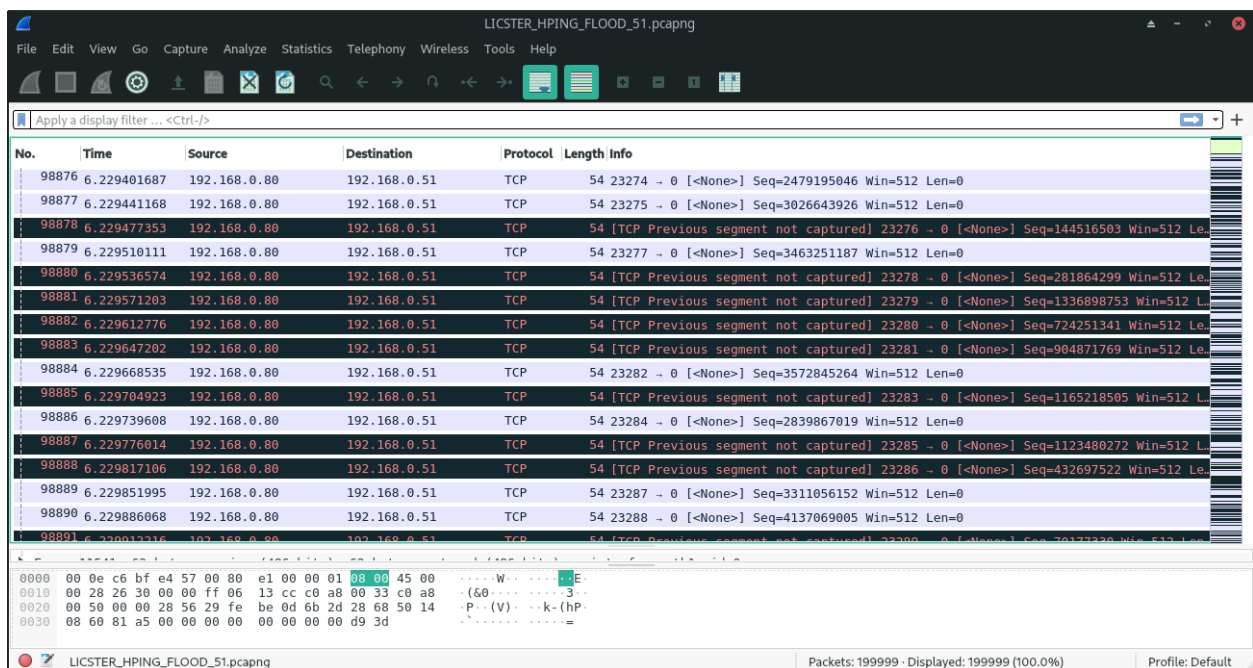 LICSTER_HPING_FLOOD_51.pcapng
File Edit View Go Capture Analyze Statistics Telephony Wireless Tools Help
Apply a display filter ... <Ctrl-/>
No. Time Source Destination Protocol Length Info
98876 6.229401687 192.168.0.80 192.168.0.51 TCP 54 23274 → 0 [<None>] Seq=2479195046 Win=512 Len=0
98877 6.229441168 192.168.0.80 192.168.0.51 TCP 54 23275 → 0 [<None>] Seq=3026643926 Win=512 Len=0
98878 6.229477353 192.168.0.80 192.168.0.51 TCP 54 [TCP Previous segment not captured] 23276 → 0 [<None>] Seq=144516503 Win=512 Le…
98879 6.229510111 192.168.0.80 192.168.0.51 TCP 54 23277 → 0 [<None>] Seq=3463251187 Win=512 Len=0
98880 6.229536574 192.168.0.80 192.168.0.51 TCP 54 [TCP Previous segment not captured] 23278 → 0 [<None>] Seq=281864299 Win=512 Le…
98881 6.229571203 192.168.0.80 192.168.0.51 TCP 54 [TCP Previous segment not captured] 23279 → 0 [<None>] Seq=1336898753 Win=512 L…
98882 6.229612776 192.168.0.80 192.168.0.51 TCP 54 [TCP Previous segment not captured] 23280 → 0 [<None>] Seq=724251341 Win=512 Le…
98883 6.229647202 192.168.0.80 192.168.0.51 TCP 54 [TCP Previous segment not captured] 23281 → 0 [<None>] Seq=904871769 Win=512 Le…
98884 6.229668535 192.168.0.80 192.168.0.51 TCP 54 23282 → 0 [<None>] Seq=3572845264 Win=512 Len=0
98885 6.229704923 192.168.0.80 192.168.0.51 TCP 54 [TCP Previous segment not captured] 23283 → 0 [<None>] Seq=1165218505 Win=512 L…
98886 6.229739608 192.168.0.80 192.168.0.51 TCP 54 23284 → 0 [<None>] Seq=2839867019 Win=512 Len=0
98887 6.229776014 192.168.0.80 192.168.0.51 TCP 54 [TCP Previous segment not captured] 23285 → 0 [<None>] Seq=1123480272 Win=512 L…
98888 6.229817106 192.168.0.80 192.168.0.51 TCP 54 [TCP Previous segment not captured] 23286 → 0 [<None>] Seq=432697522 Win=512 Le…
98889 6.229851995 192.168.0.80 192.168.0.51 TCP 54 23287 → 0 [<None>] Seq=3311056152 Win=512 Len=0
98890 6.229886068 192.168.0.80 192.168.0.51 TCP 54 23288 → 0 [<None>] Seq=4137069005 Win=512 Len=0
98891 6.229912216 192.168.0.80 192.168.0.51 TCP 54 [TCP Previous segment not captured] 23289 → 0 [<None>]
0000 00 0e c6 bf e4 57 00 80 e1 00 00 01 08 00 45 00 ·····W·· ······E·
0010 00 28 26 30 00 00 ff 06 13 cc c0 a8 00 33 c0 a8 ·(&0···· ·····3··
0020 00 50 00 00 28 56 29 fe be 0d 6b 2d 28 68 50 14 ·P··(V)· ··k-(hP·
0030 08 60 81 a5 00 00 00 00 00 00 00 00 d9 3d ·`······ ·····=
LICSTER_HPING_FLOOD_51.pcapng Packets: 199999 · Displayed: 199999 (100.0%) Profile: Default